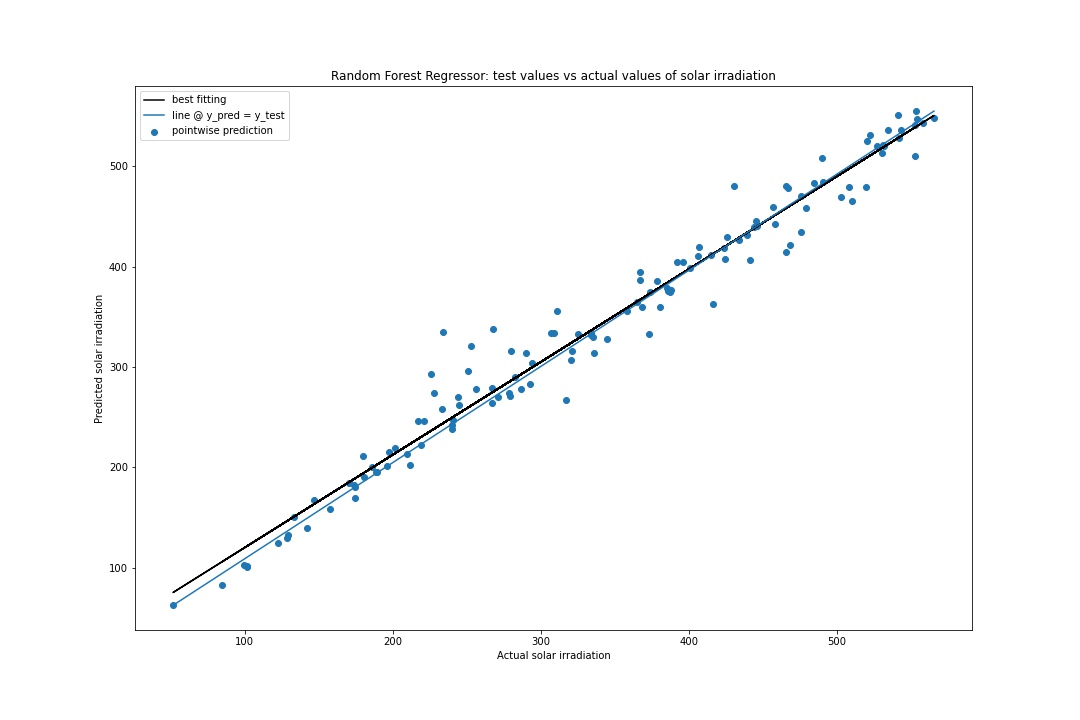 Random Forest Regressor: test values vs actual values of solar irradiation
best fitting
line @ y_pred = y_test
pointwise prediction
500
400
300
200
100
Predicted solar irradiation
100 200 300 400 500
Actual solar irradiation